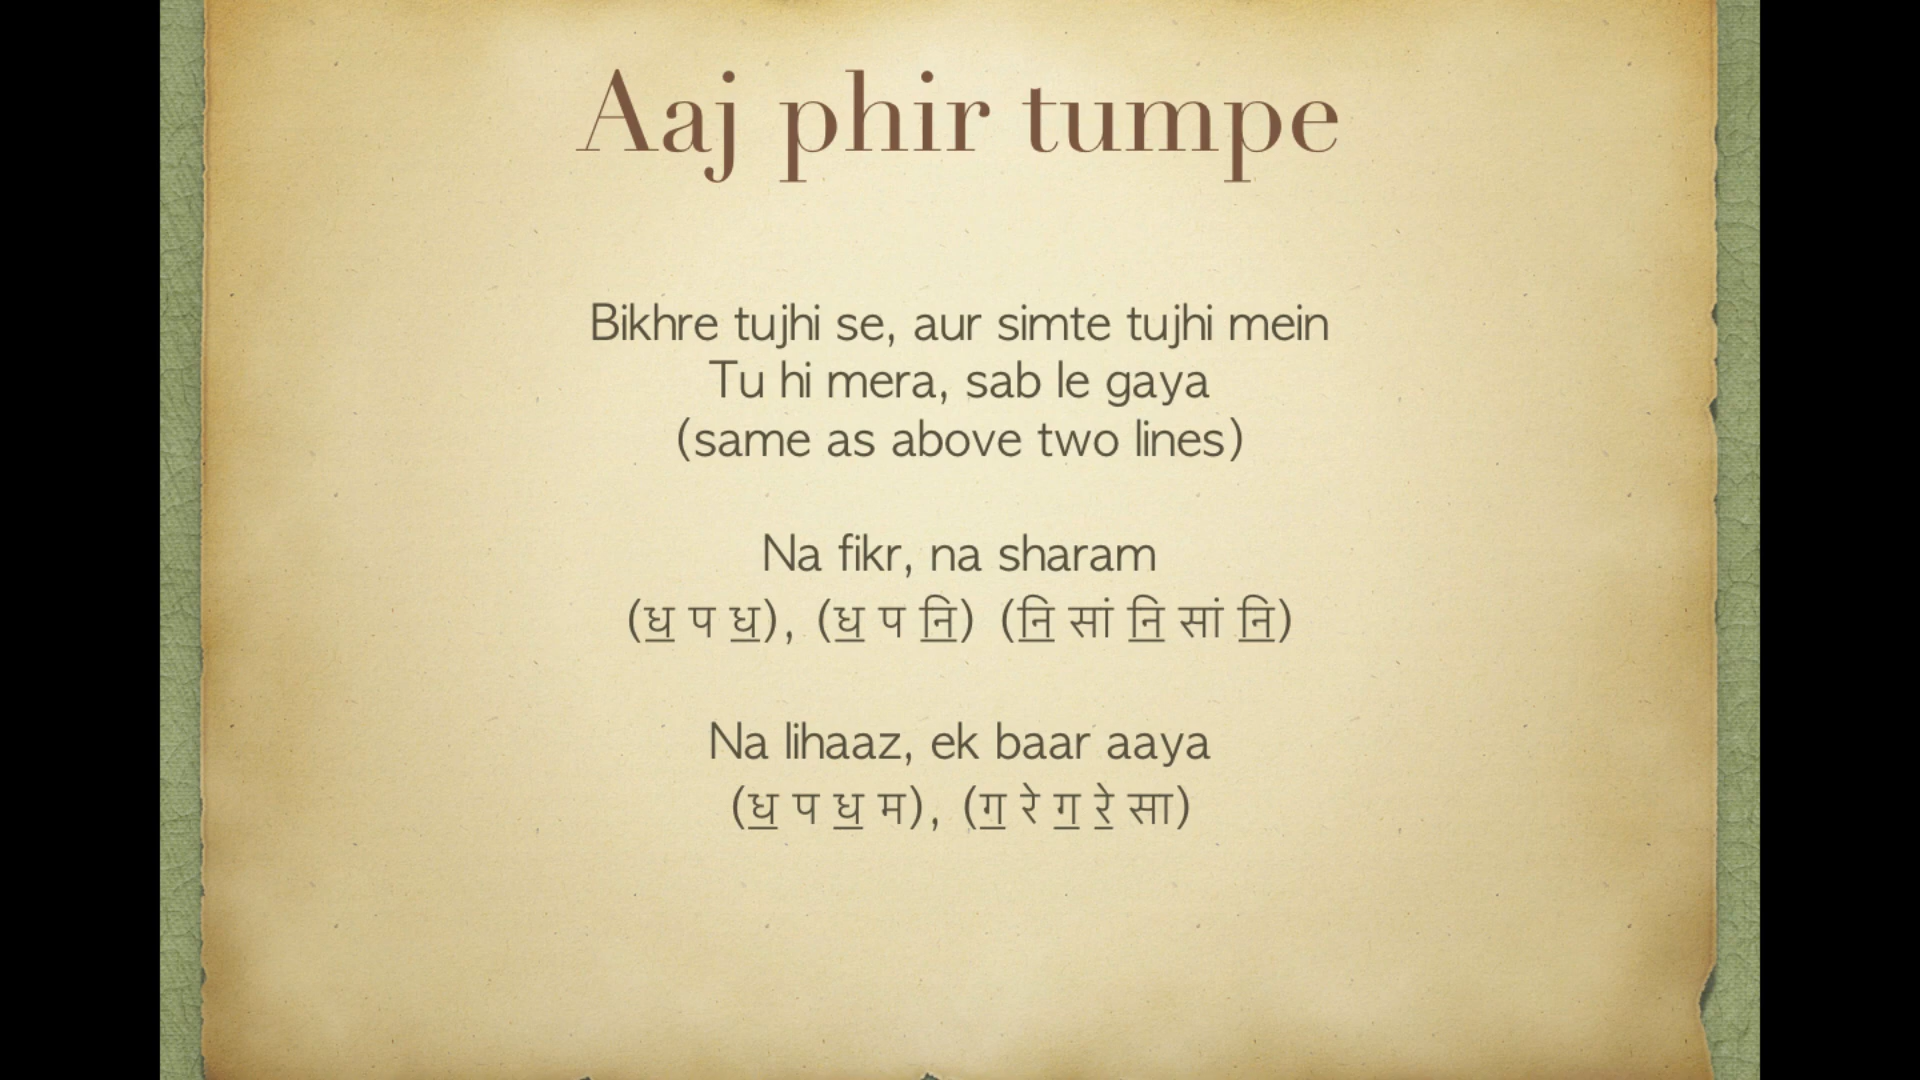 Aaj phir tumpe
Bikhre tujhi se, aur simte tujhi mein
Tu hi mera, sab le gaya
(same as above two lines)
Na fikr, na sharam
(ध॒ प ध॒), (ध॒ प नि॒) (नि॒ सां नि॒ सां नि॒)
Na lihaaz, ek baar aaya
(ध॒ प ध॒ म), (ग॒ रे ग॒ रे॒ सा)